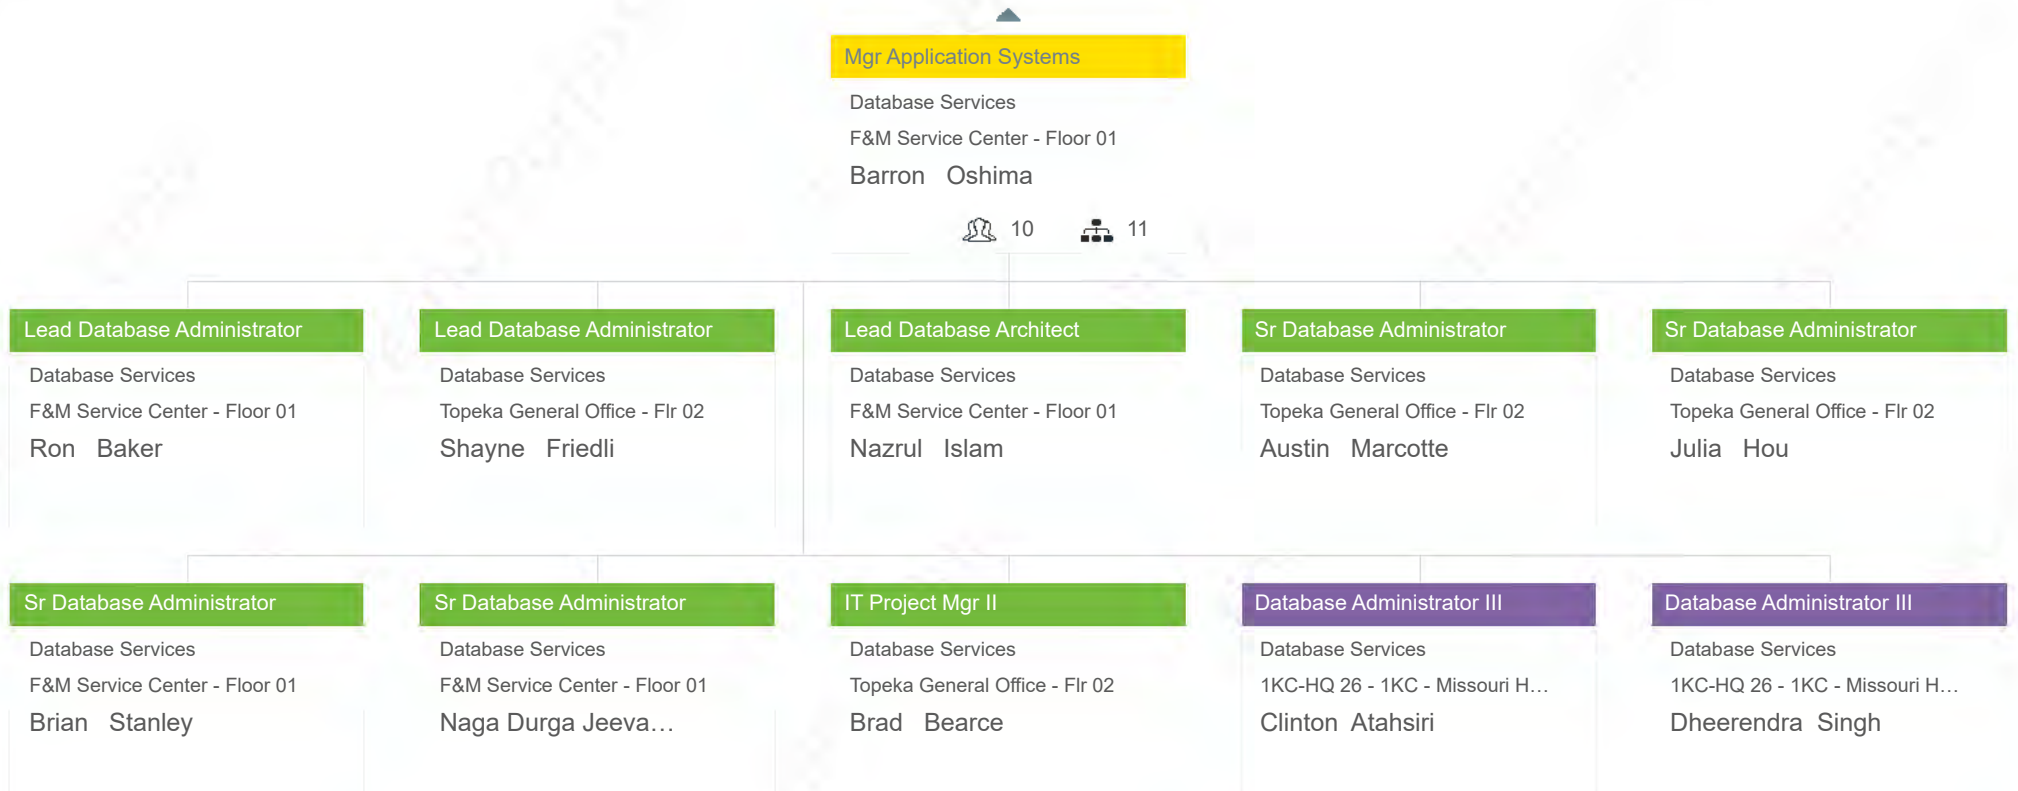 Mgr Application Systems
Database Services
F&M Service Center - Floor 01
Barron Oshima
10 11
Lead Database Administrator
Database Services
F&M Service Center - Floor 01
Ron Baker
Lead Database Administrator
Database Services
Topeka General Office - Flr 02
Shayne Friedli
Lead Database Architect
Database Services
F&M Service Center - Floor 01
Nazrul Islam
Sr Database Administrator
Database Services
Topeka General Office - Flr 02
Austin Marcotte
Sr Database Administrator
Database Services
Topeka General Office - Flr 02
Julia Hou
Sr Database Administrator
Database Services
F&M Service Center - Floor 01
Brian Stanley
Sr Database Administrator
Database Services
F&M Service Center - Floor 01
Naga Durga Jeeva…
IT Project Mgr II
Database Services
Topeka General Office - Flr 02
Brad Bearce
Database Administrator III
Database Services
1KC-HQ 26 - 1KC - Missouri H…
Clinton Atahsiri
Database Administrator III
Database Services
1KC-HQ 26 - 1KC - Missouri H…
Dheerendra Singh